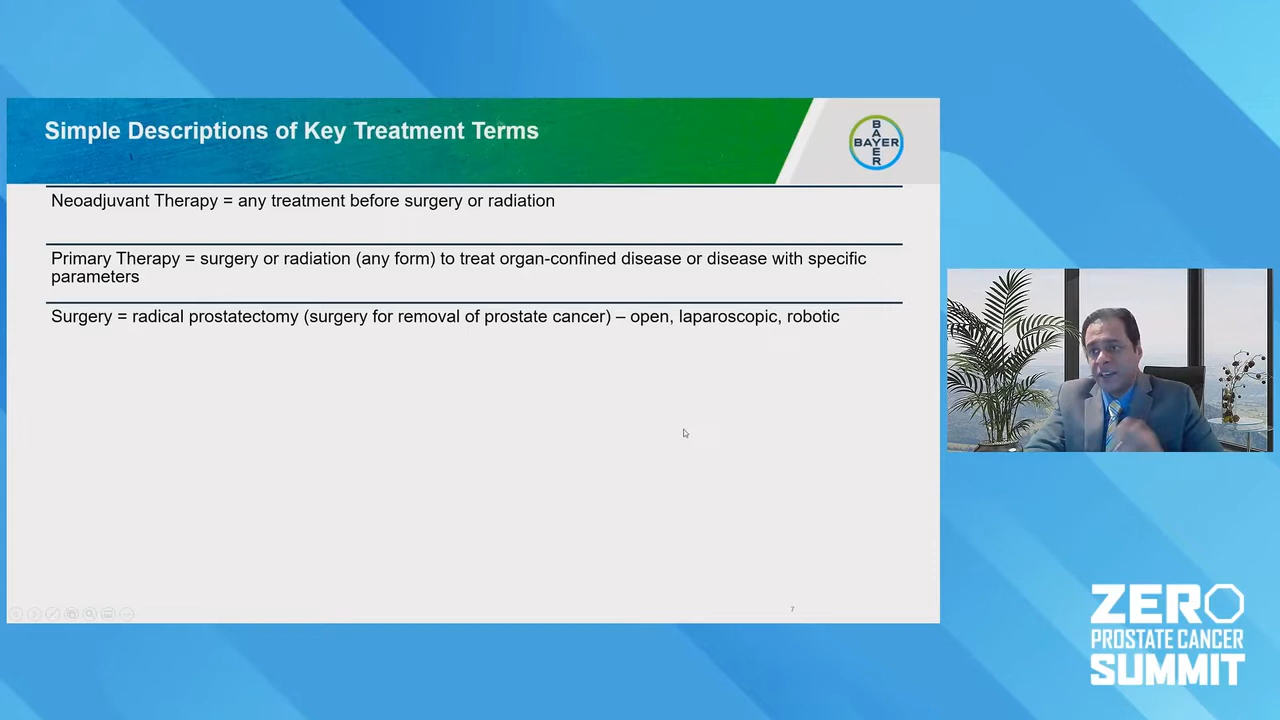 Simple Descriptions of Key Treatment Terms
BAYER
BAYER
Neoadjuvant Therapy = any treatment before surgery or radiation
Primary Therapy = surgery or radiation (any form) to treat organ-confined disease or disease with specific
parameters
Surgery = radical prostatectomy (surgery for removal of prostate cancer) – open, laparoscopic, robotic
7
ZERO
PROSTATE CANCER
SUMMIT